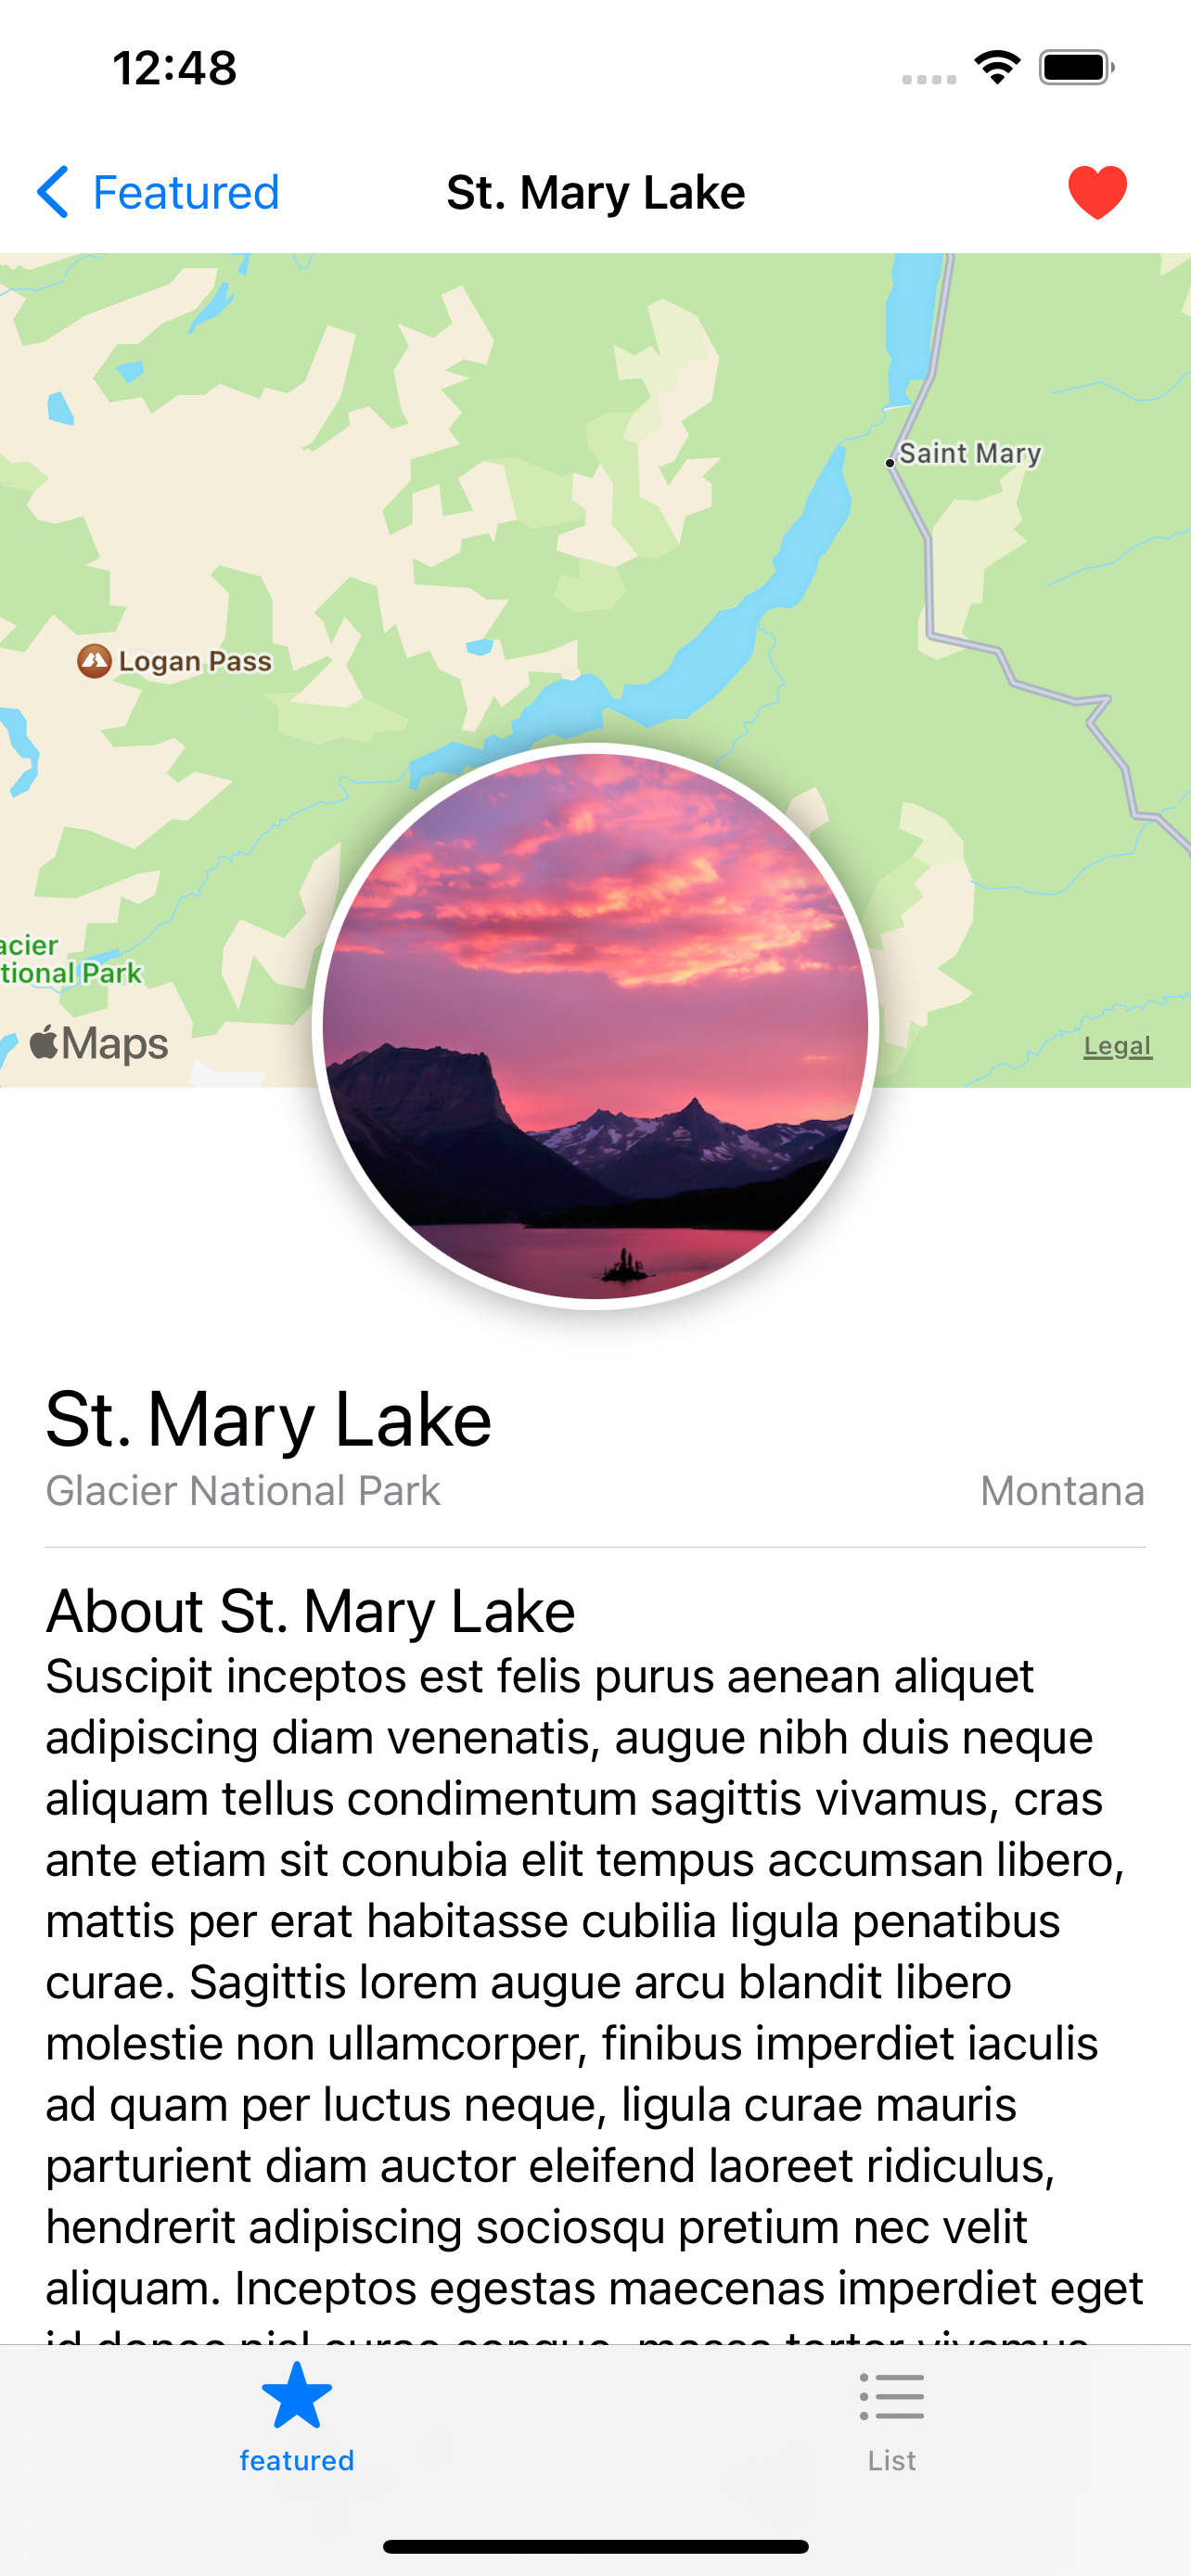 12:48
Featured
St. Mary Lake
Saint Mary
Logan Pass
acier
tional Park
Maps
Legal
St. Mary Lake
Glacier National Park
Montana
About St. Mary Lake
Suscipit inceptos est felis purus aenean aliquet
adipiscing diam venenatis, augue nibh duis neque
aliquam tellus condimentum sagittis vivamus, cras
ante etiam sit conubia elit tempus accumsan libero,
mattis per erat habitasse cubilia ligula penatibus
curae. Sagittis lorem augue arcu blandit libero
molestie non ullamcorper, finibus imperdiet iaculis
ad quam per luctus neque, ligula curae mauris
parturient diam auctor eleifend laoreet ridiculus,
hendrerit adipiscing sociosqu pretium nec velit
aliquam. Inceptos egestas maecenas imperdiet eget
featured
List